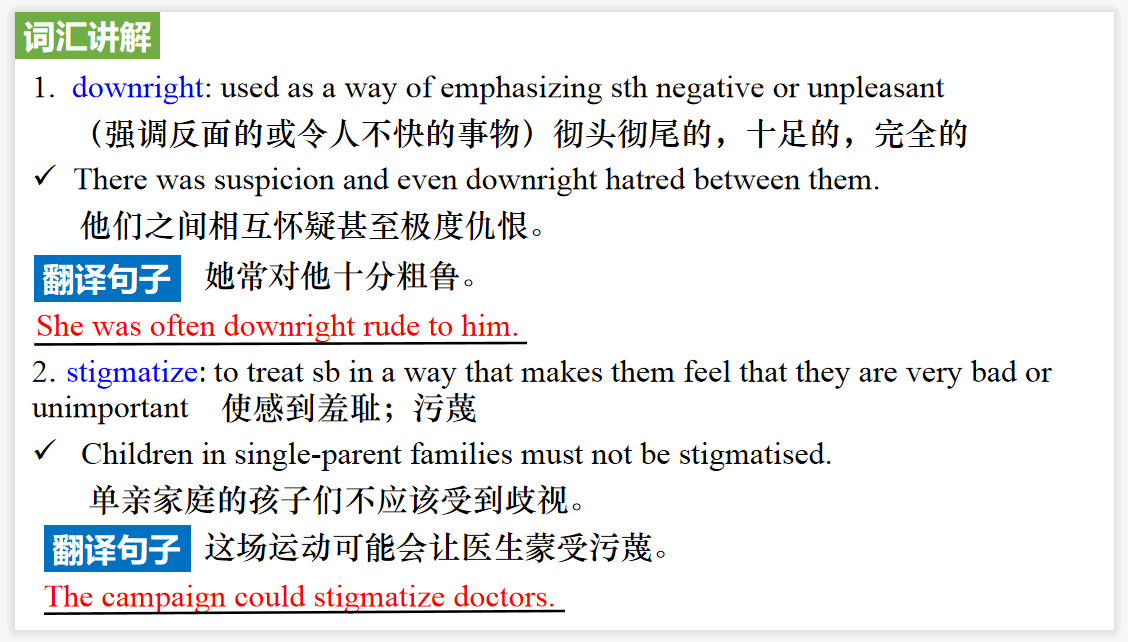 词汇讲解
1. downright: used as a way of emphasizing sth negative or unpleasant
（强调反面的或令人不快的事物）彻头彻尾的，十足的，完全的
✓ There was suspicion and even downright hatred between them.
他们之间相互怀疑甚至极度仇恨。
翻译句子 她常对他十分粗鲁。
She was often downright rude to him.
2. stigmatize: to treat sb in a way that makes them feel that they are very bad or
unimportant 使感到羞耻；污蔑
✓ Children in single-parent families must not be stigmatised.
单亲家庭的孩子们不应该受到歧视。
翻译句子 这场运动可能会让医生蒙受污蔑。
The campaign could stigmatize doctors.